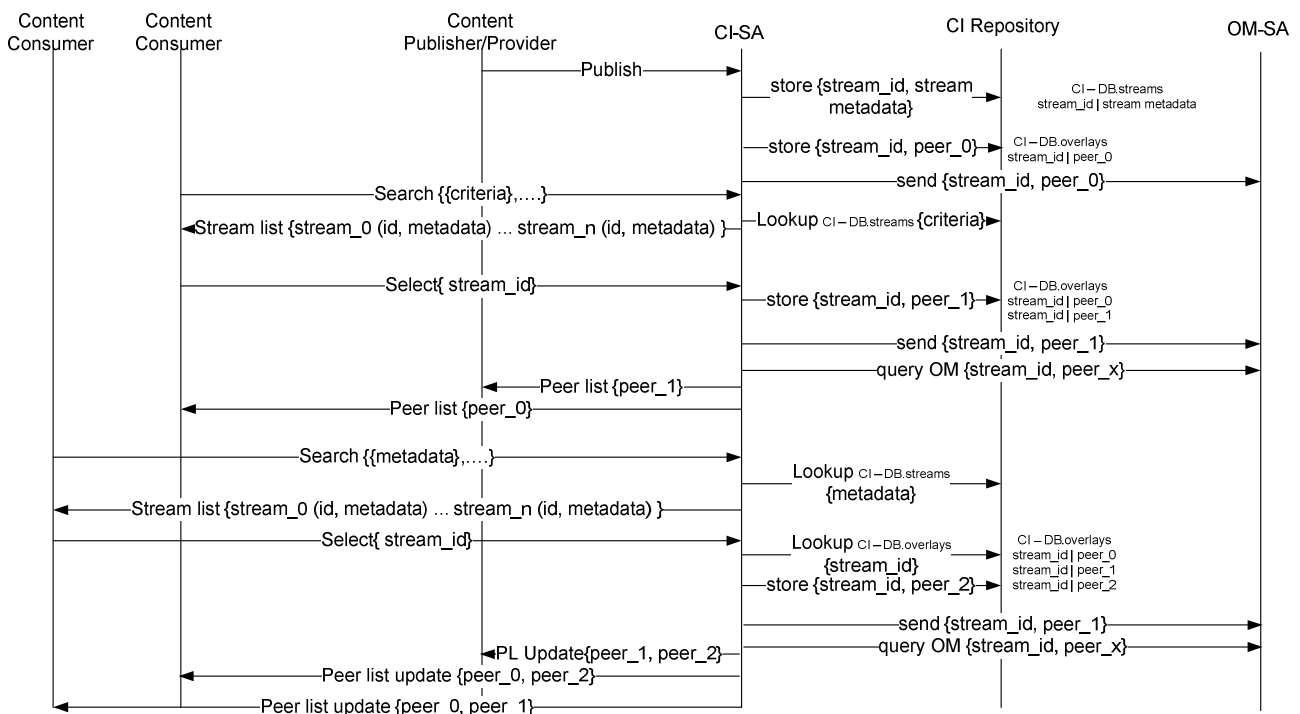 Content
Consumer
Content
Consumer
Content
Publisher/Provider
CI-SA
CI Repository
OM-SA
Publish
store {stream_id, stream
metadata}
CI–DB.streams
stream_id | stream metadata
store {stream_id, peer_0}
CI–DB.overlays
stream_id | peer_0
send {stream_id, peer_0}
Search {{criteria},....}
Lookup CI–DB.streams {criteria}
Stream list {stream_0 (id, metadata) ... stream_n (id, metadata) }
Select{ stream_id}
store {stream_id, peer_1}
CI–DB.overlays
stream_id | peer_0
stream_id | peer_1
send {stream_id, peer_1}
query OM {stream_id, peer_x}
Peer list {peer_1}
Peer list {peer_0}
Search {{metadata},....}
Lookup CI–DB.streams
{metadata}
Stream list {stream_0 (id, metadata) ... stream_n (id, metadata) }
Select{ stream_id}
Lookup CI–DB.overlays
{stream_id}
CI–DB.overlays
stream_id | peer_0
stream_id | peer_1
stream_id | peer_2
store {stream_id, peer_2}
send {stream_id, peer_1}
query OM {stream_id, peer_x}
PL Update{peer_1, peer_2}
Peer list update {peer_0, peer_2}
Peer list update {peer_0, peer_1}